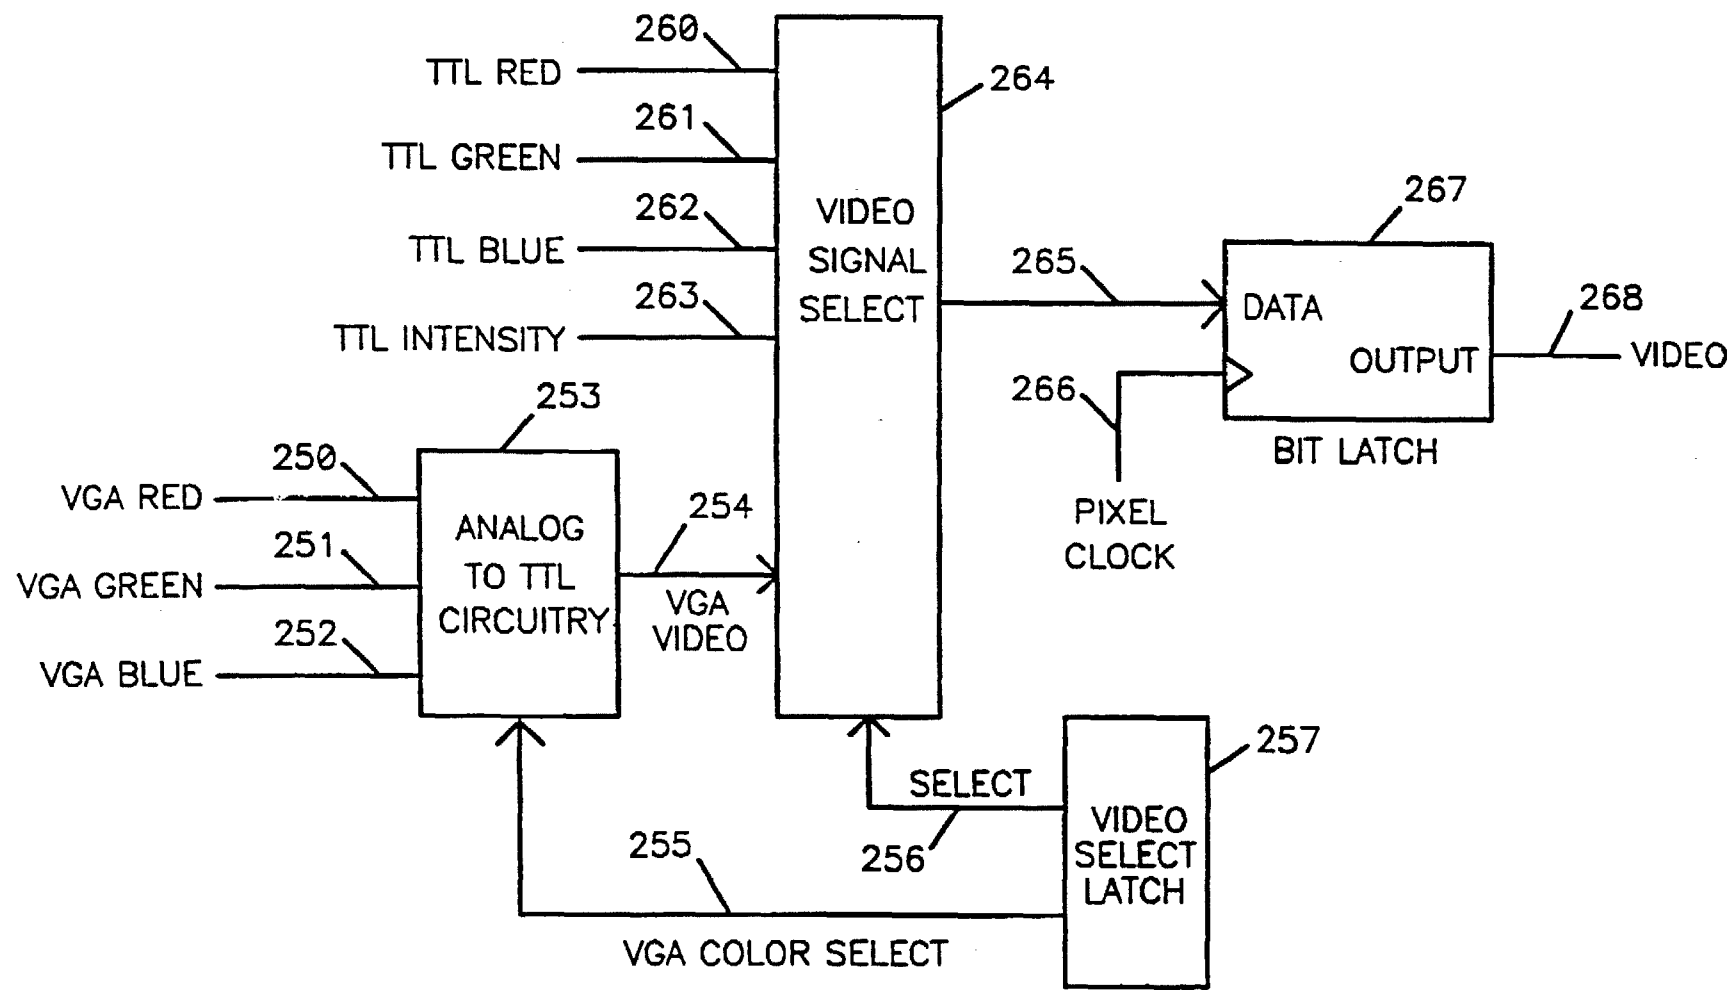 260
TTL RED
264
261
TTL GREEN
262
TTL BLUE
263
TTL INTENSITY
VIDEO
SIGNAL
SELECT
267
265
DATA
268
OUTPUT
VIDEO
266
BIT LATCH
PIXEL
CLOCK
253
250
VGA RED
251
VGA GREEN
252
VGA BLUE
ANALOG
TO TTL
CIRCUITRY
254
VGA
VIDEO
257
SELECT
256
VIDEO
SELECT
LATCH
255
VGA COLOR SELECT